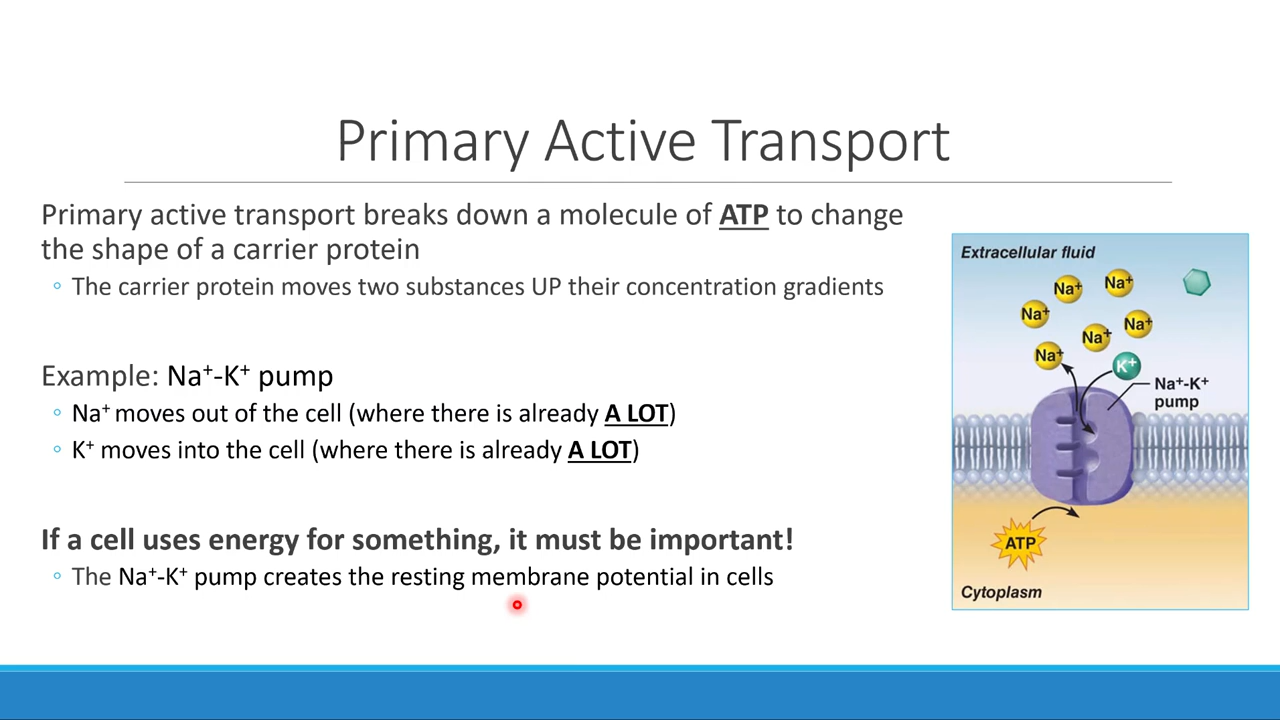 Primary Active Transport
Primary active transport breaks down a molecule of ATP to change
the shape of a carrier protein
◦ The carrier protein moves two substances UP their concentration gradients
Example: Na⁺-K⁺ pump
◦ Na⁺ moves out of the cell (where there is already A LOT)
◦ K⁺ moves into the cell (where there is already A LOT)
If a cell uses energy for something, it must be important!
◦ The Na⁺-K⁺ pump creates the resting membrane potential in cells
Extracellular fluid
Na⁺
Na⁺
Na⁺
Na⁺
Na⁺
Na⁺
K⁺
Na⁺-K⁺
pump
ATP
Cytoplasm